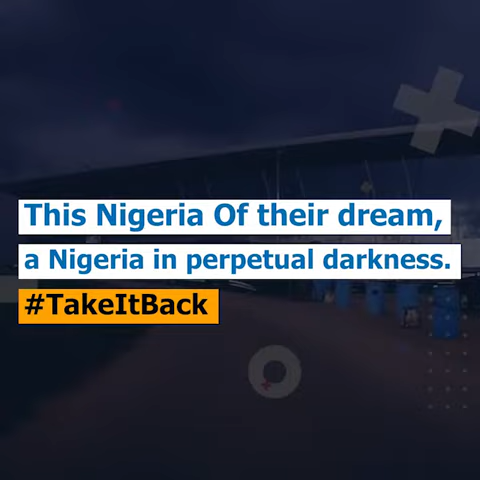 This Nigeria Of their dream,
a Nigeria in perpetual darkness.
#TakeItBack